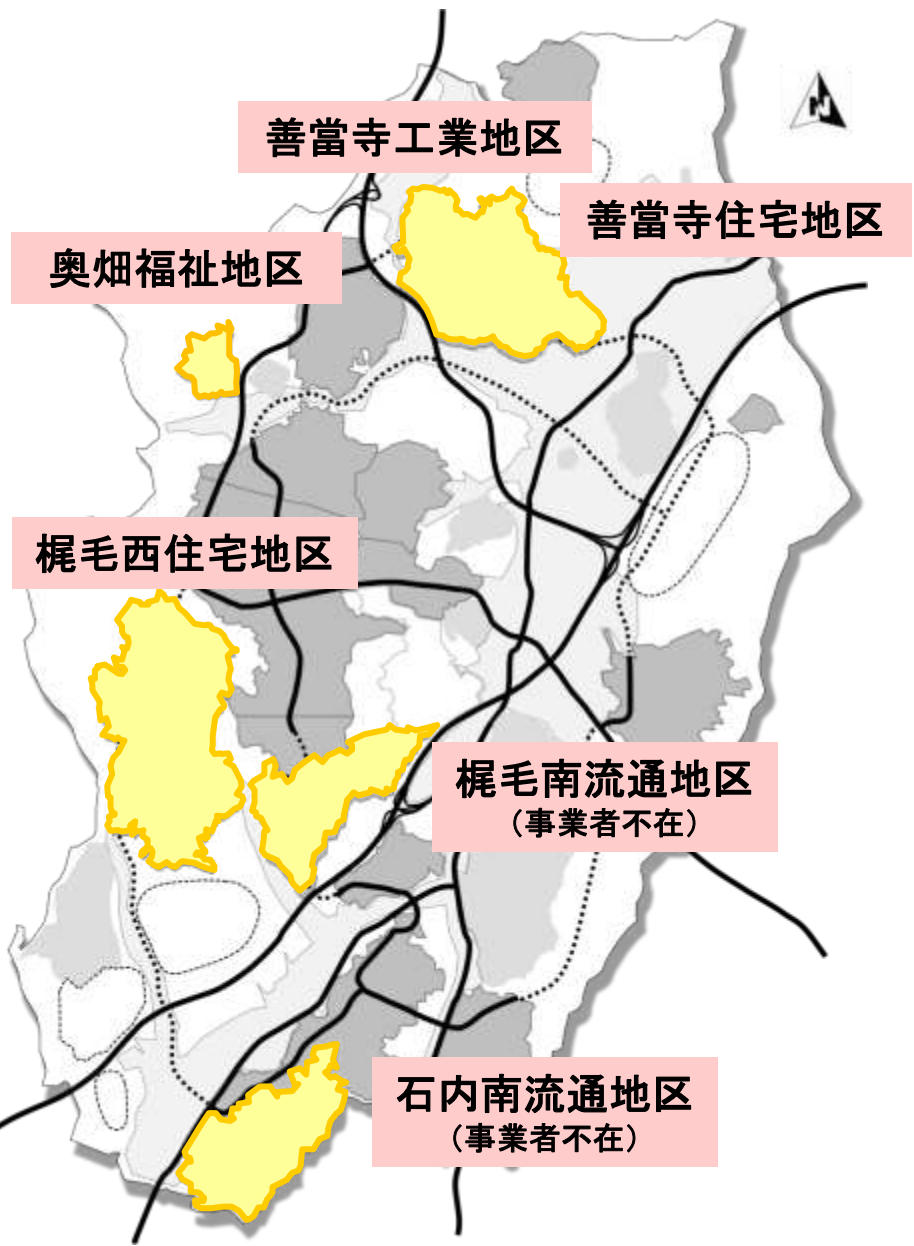 善當寺工業地区
N
善當寺住宅地区
奥畑福祉地区
梶毛西住宅地区
梶毛南流通地区
（事業者不在）
石内南流通地区
（事業者不在）